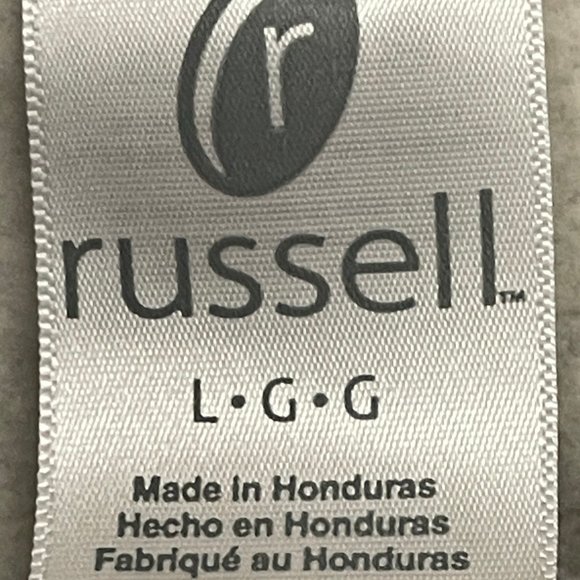 r
russell™
L•G•G
Made in Honduras
Hecho en Honduras
Fabriqué au Honduras